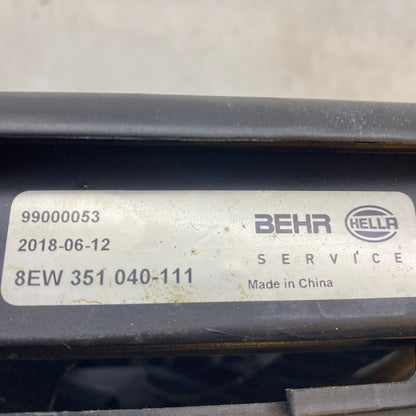 99000053
2018-06-12
8EW 351 040-111
BEHR HELLA
SERVICE
Made in China